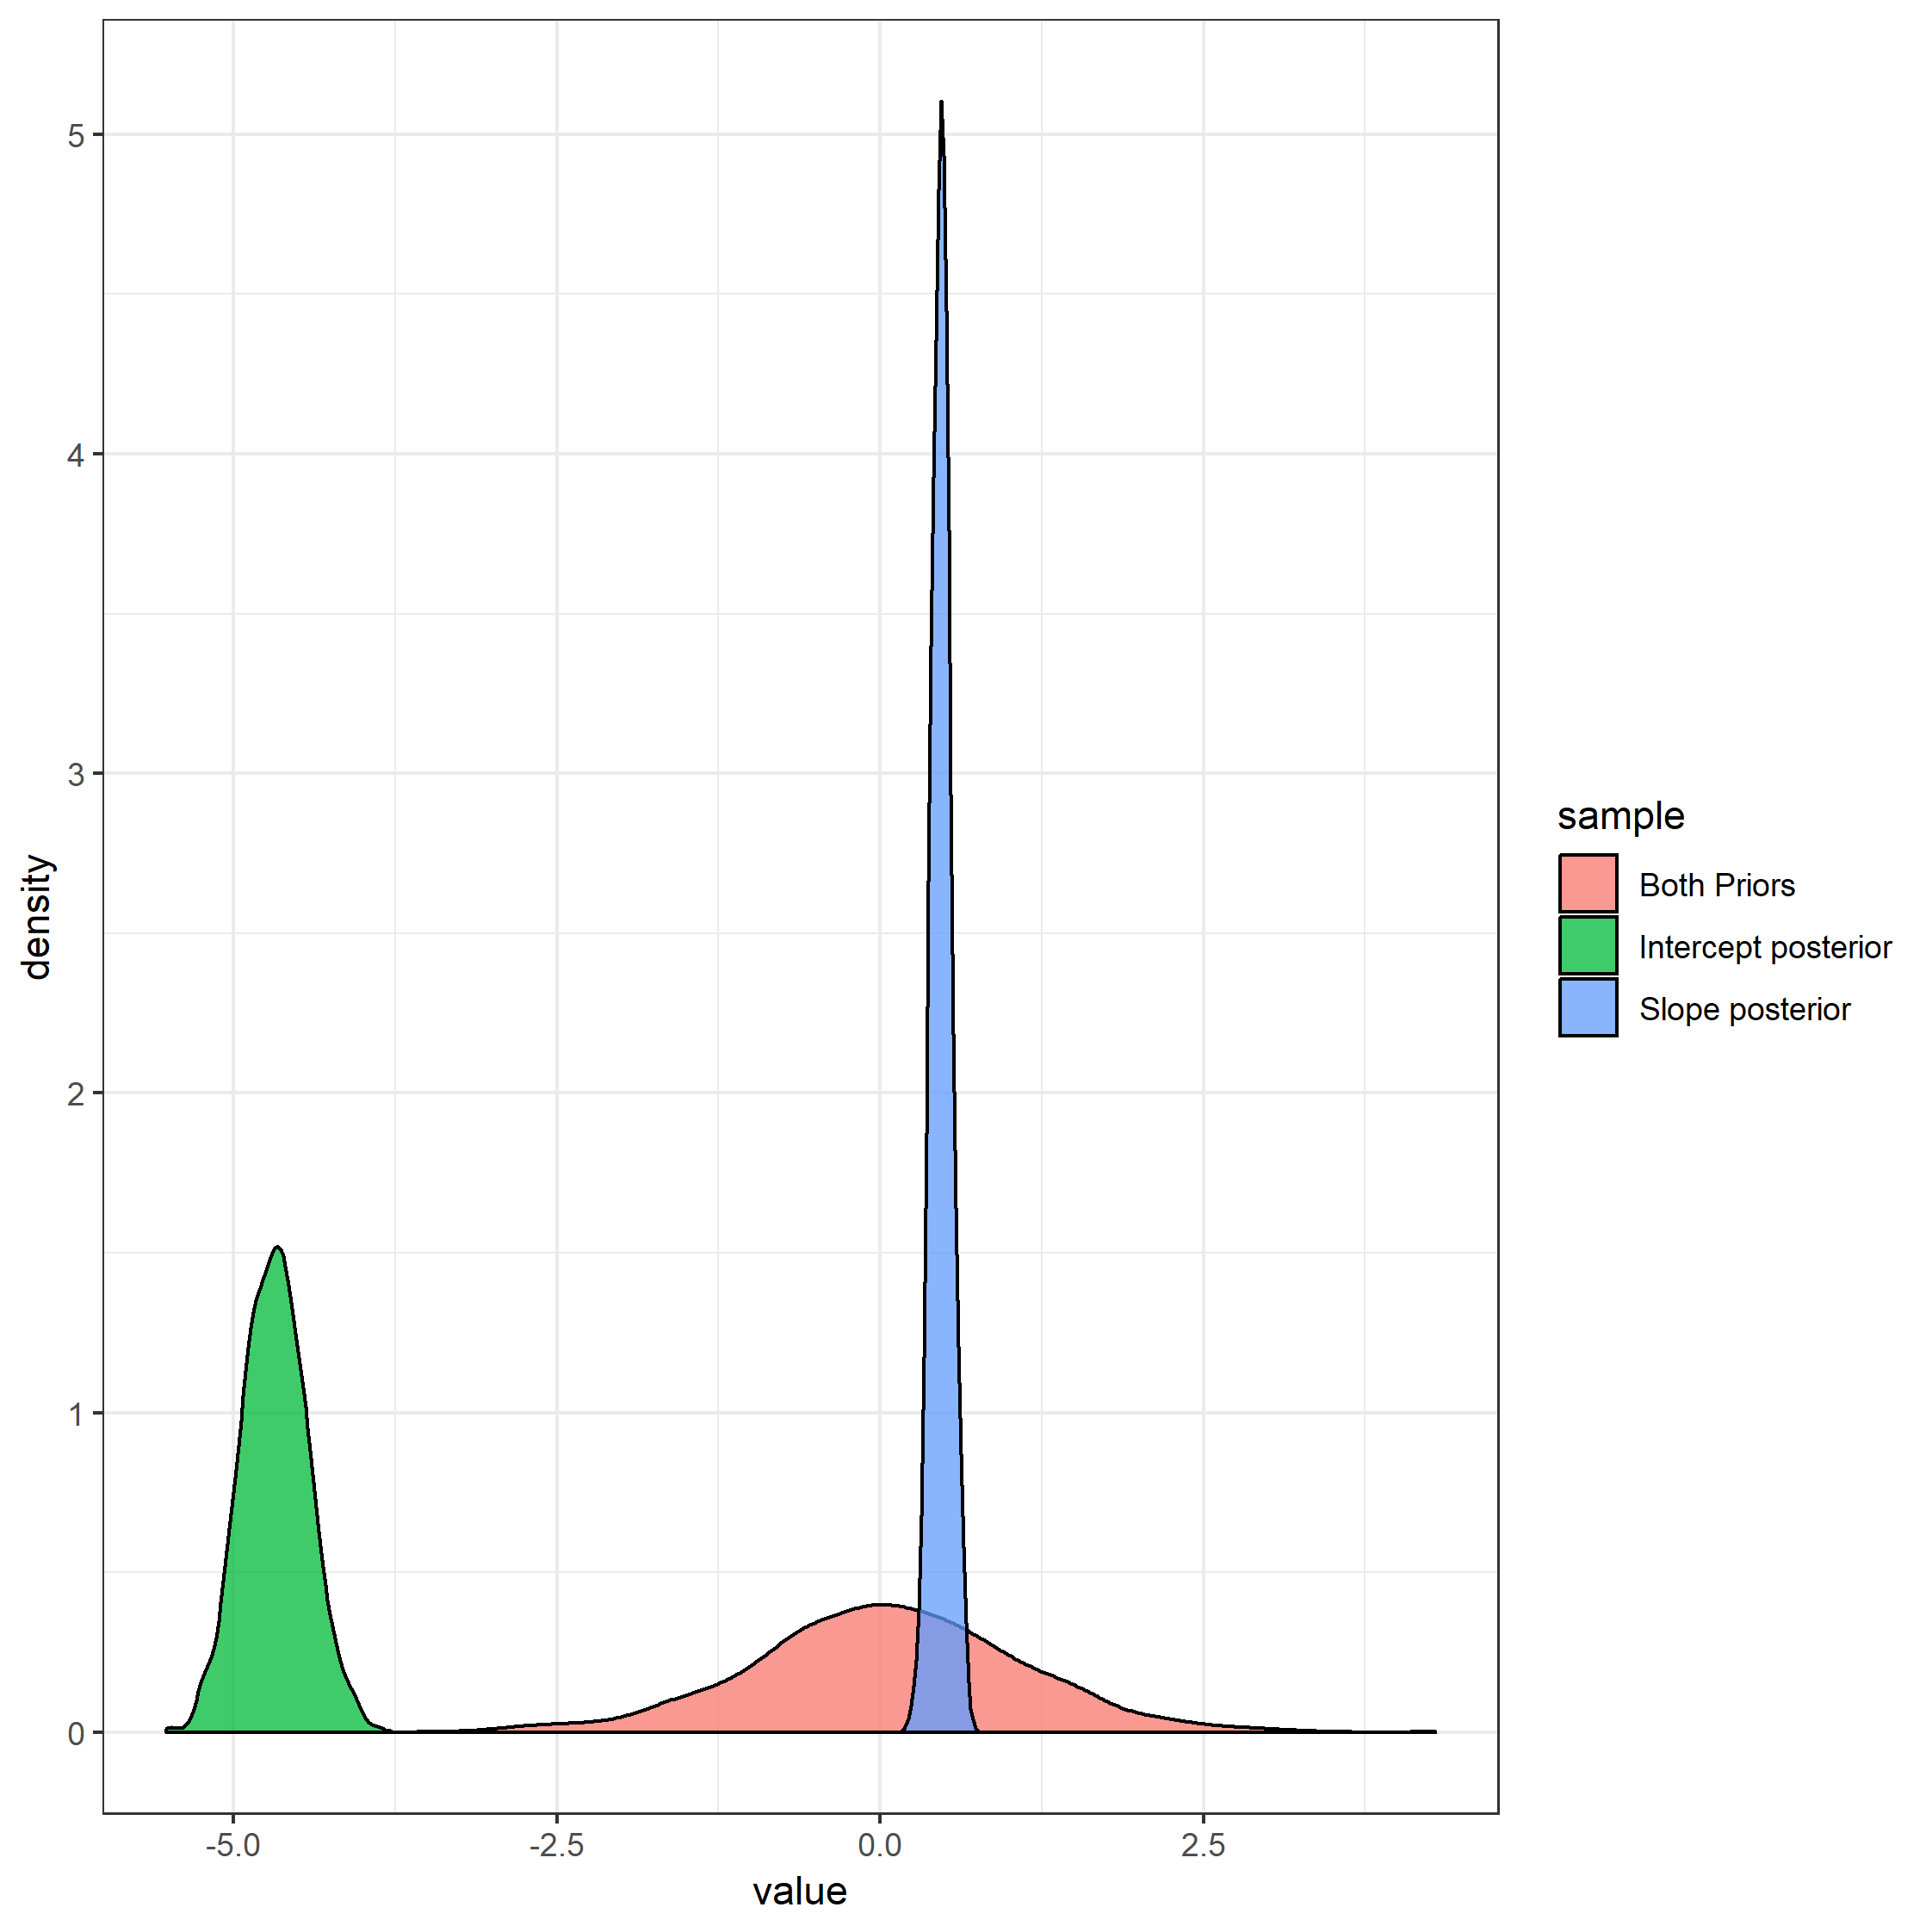 density
5
4
3
2
1
0
-5.0
-2.5
0.0
2.5
value
sample
Both Priors
Intercept posterior
Slope posterior